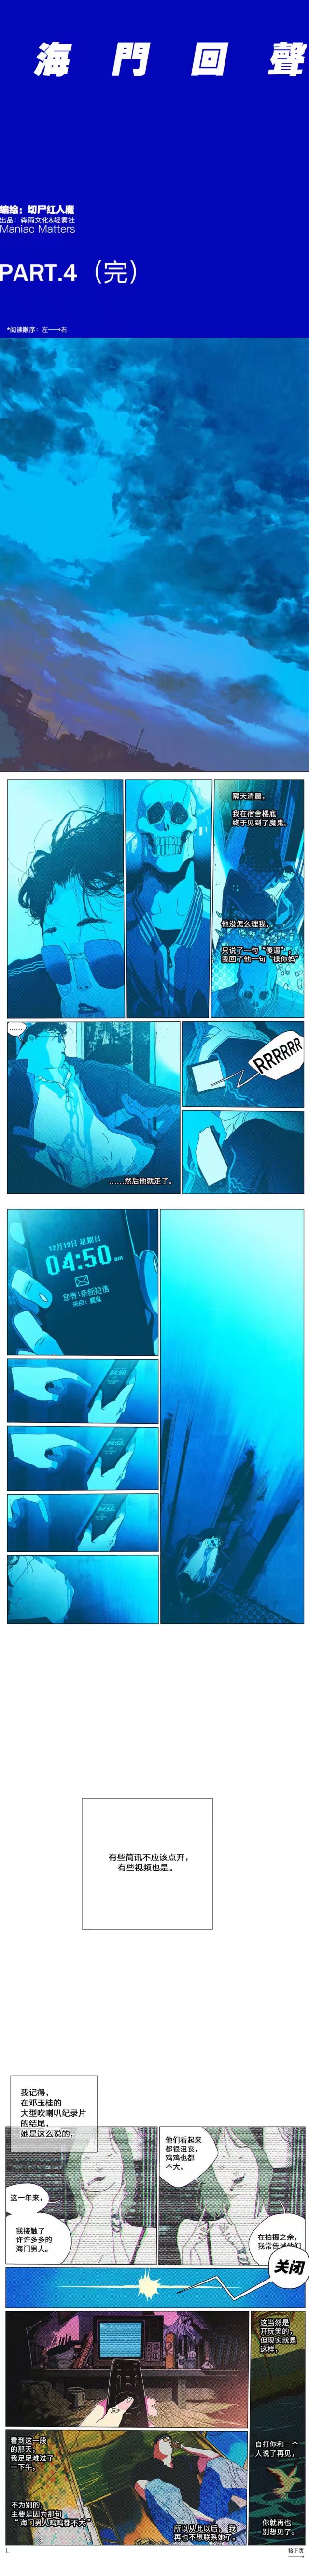 海門回聲
编绘：切尸红人魔
出品：森雨文化&轻雾社
Maniac Matters
PART.4（完）
*阅读顺序：左──→右
隔天清晨，
我在宿舍楼底
终于见到了魔鬼。
他没怎么理我，
只说了一句“傻逼”，
我回了他一句“操你妈”
……
RRRRRR
……然后他就走了。
12月19日 星期日
04:50 am
您有1条新短信
来自：魔鬼
有些简讯不应该点开，
有些视频也是。
我记得，
在邓玉桂的
大型吹喇叭纪录片
的结尾，
她是这么说的，
这一年来，
我接触了
许许多多的
海门男人。
他们看起来
都很沮丧，
鸡鸡也都
不大，
在拍摄之余，
我常告诫他们
关闭
这当然是
开玩笑的，
但现实就是
这样，
看到这一段
的那天，
我足足难过了
一下午，
不为别的，
主要是因为那句
“海门男人鸡鸡都不大”
所以从此以后，我
再也不想联系她了。
自打你和一个
人说了再见，
你就再也
别想见了。
1.
接下页
──→